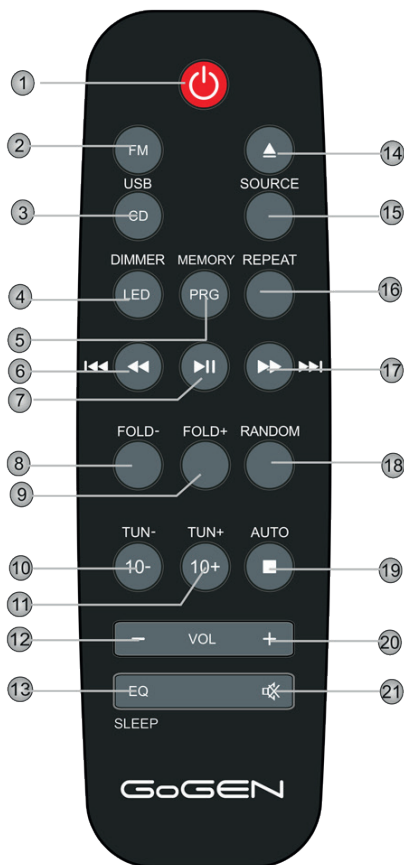 1
2 FM 14
USB SOURCE
3 CD 15
DIMMER MEMORY REPEAT
4 LED PRG 16
5
6 17
7
FOLD- FOLD+ RANDOM
8 18
9
TUN- TUN+ AUTO
10 10- 10+ 19
11
12 - VOL + 20
13 EQ 21
SLEEP
GoGEN